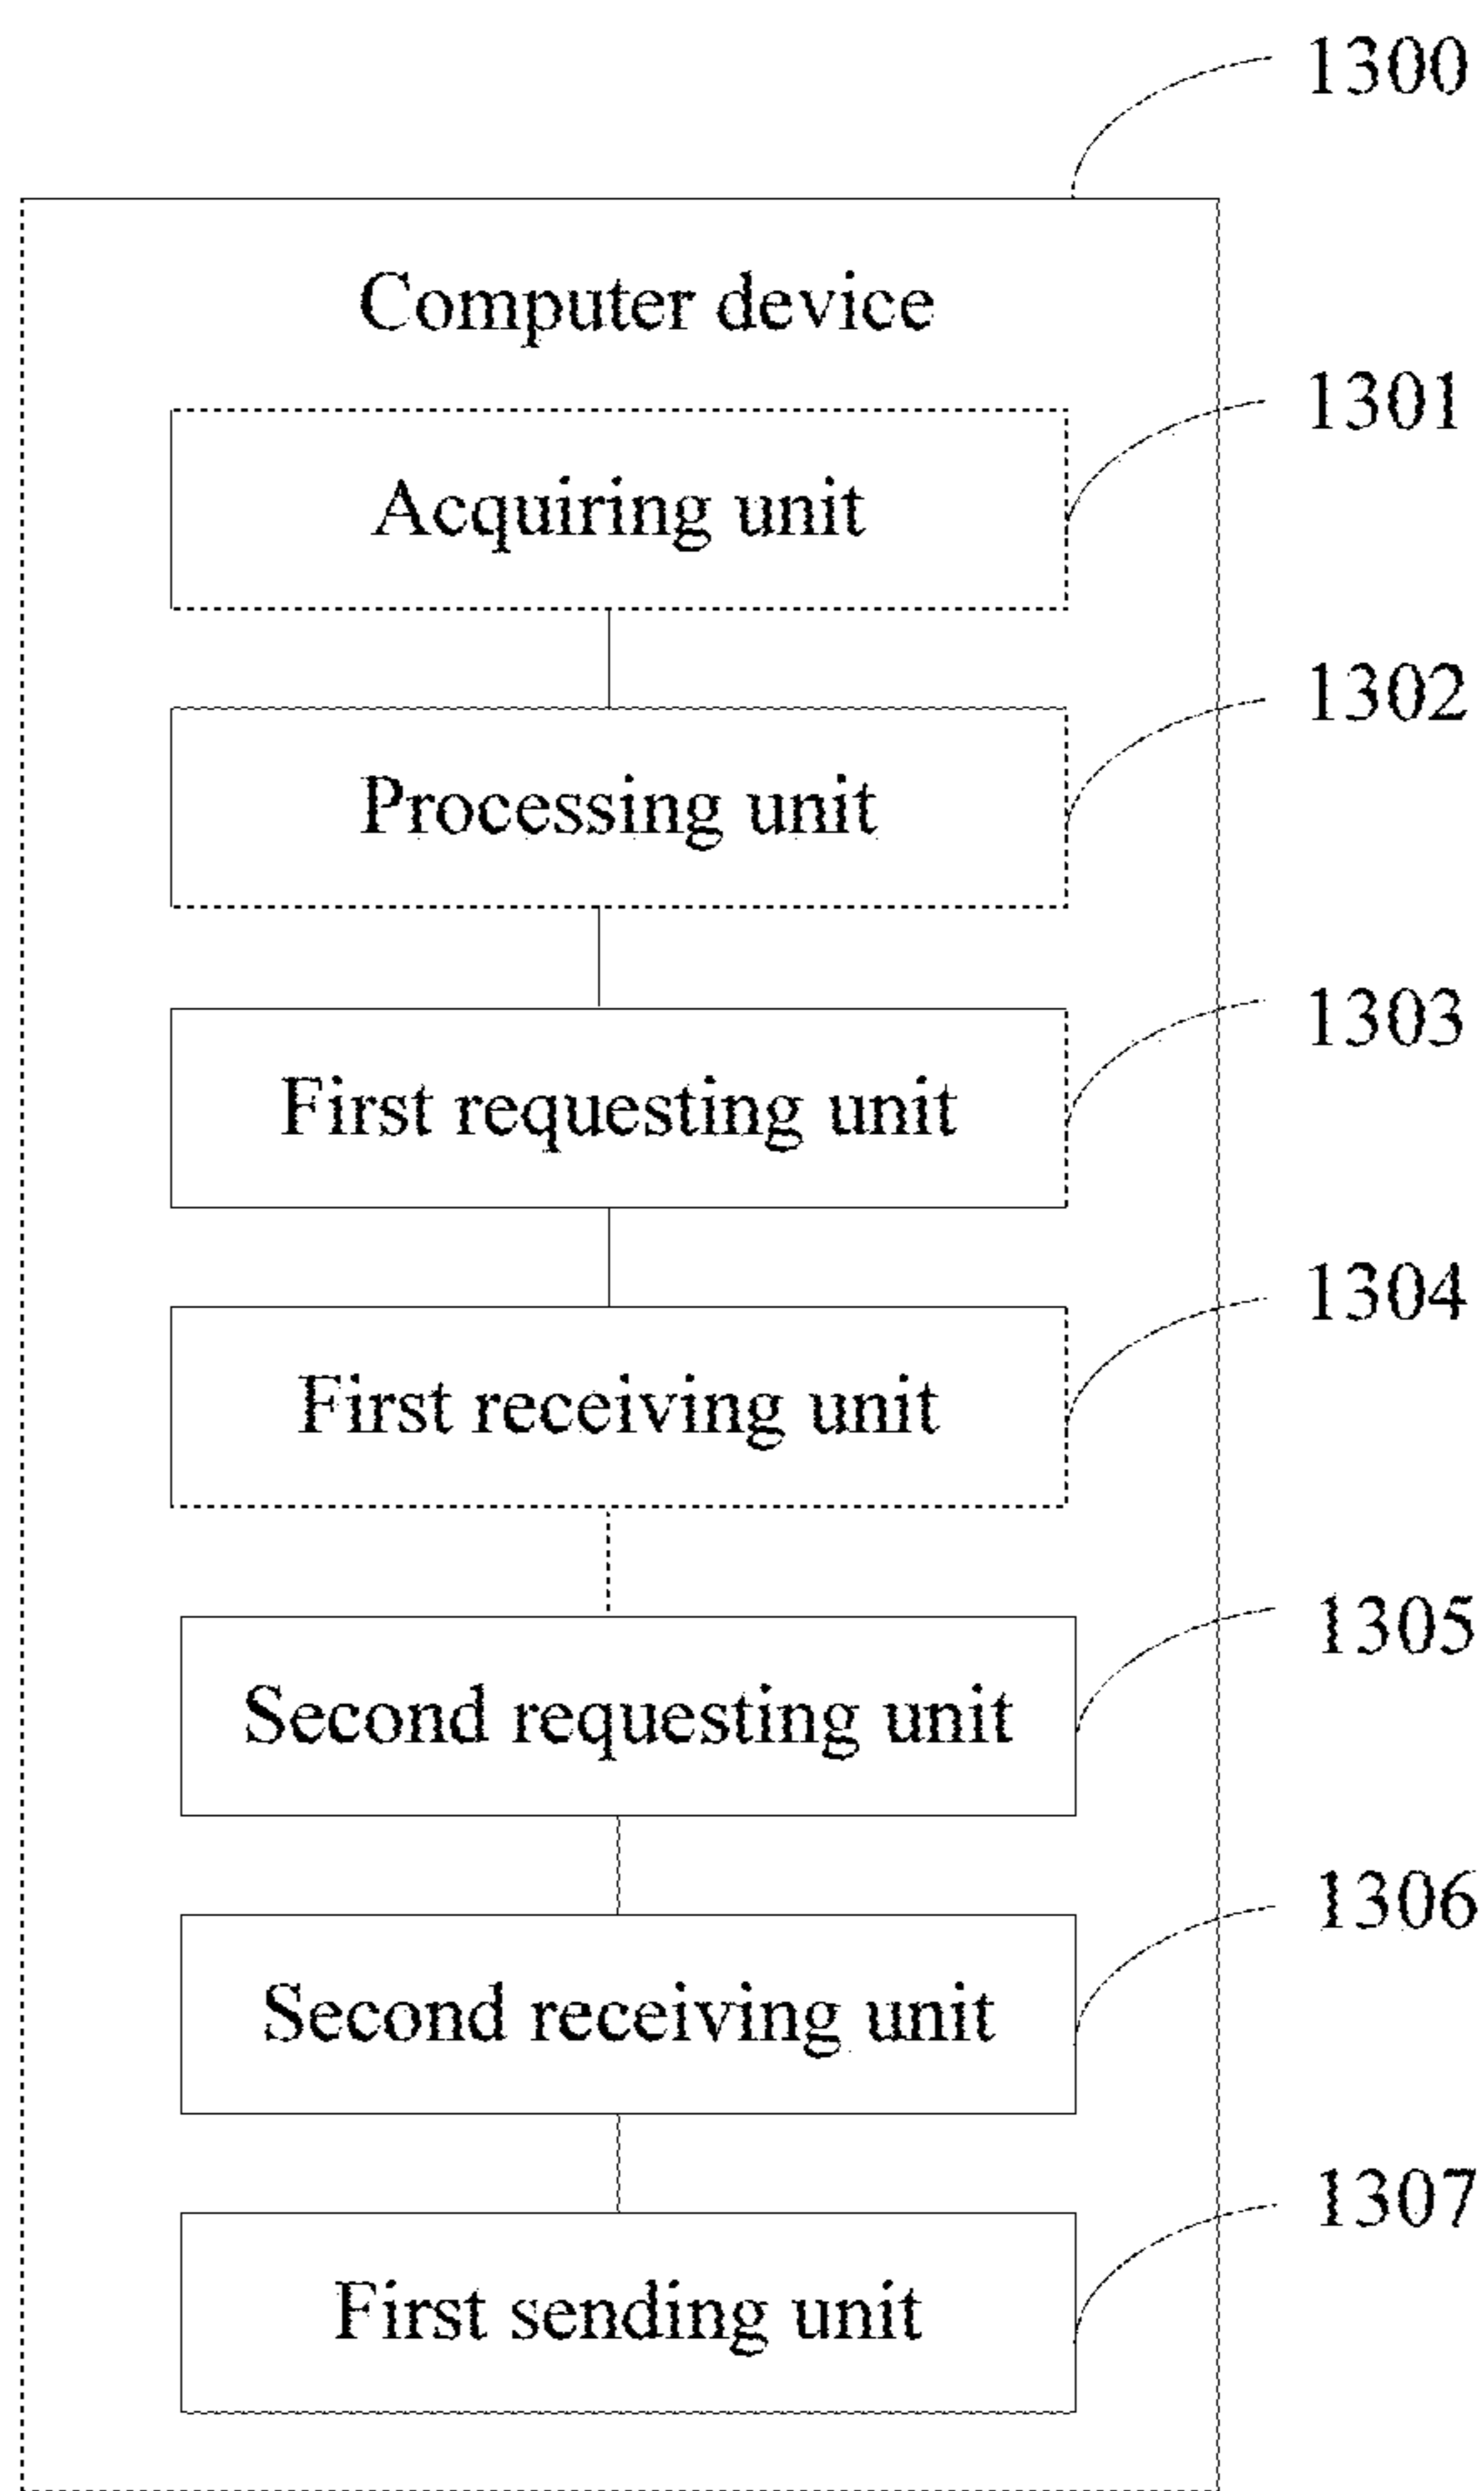 1300
Computer device
1301
Acquiring unit
1302
Processing unit
1303
First requesting unit
1304
First receiving unit
1305
Second requesting unit
1306
Second receiving unit
1307
First sending unit